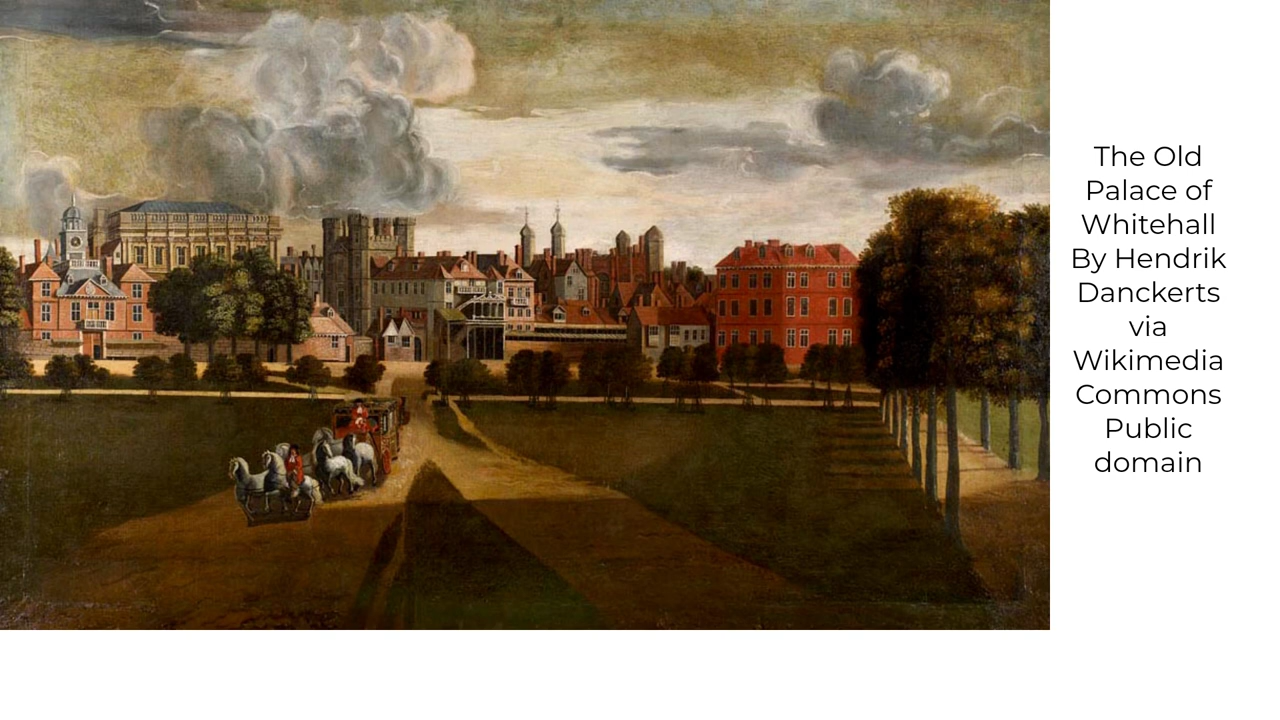 The Old
Palace of
Whitehall
By Hendrik
Danckerts
via
Wikimedia
Commons
Public
domain